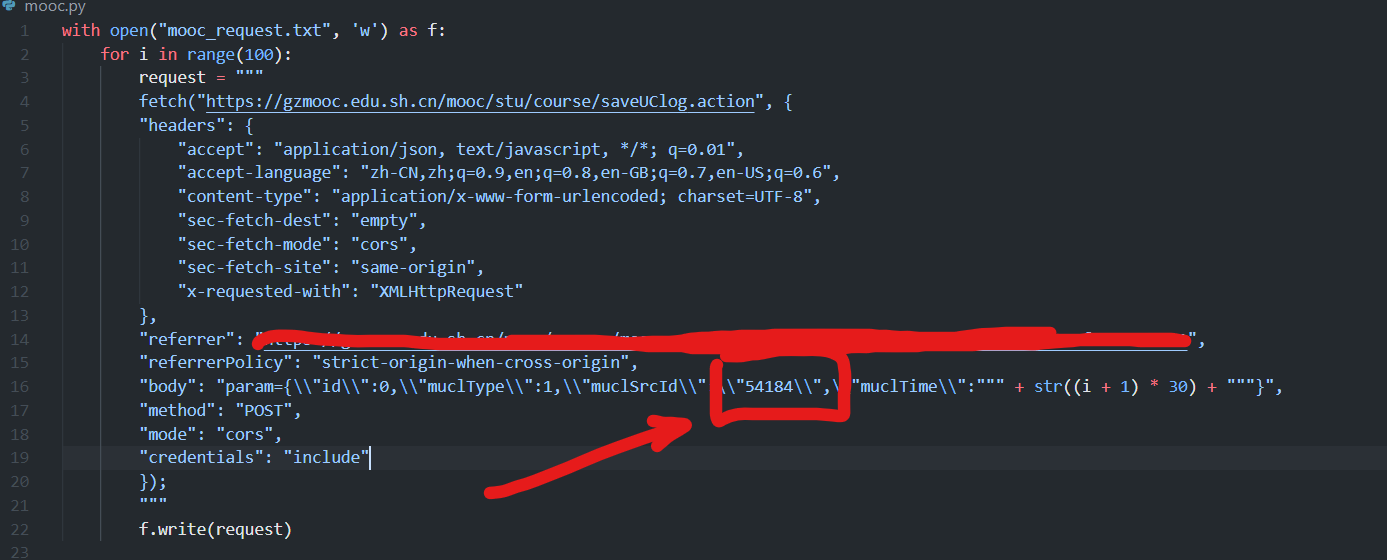 mooc.py
1 with open("mooc_request.txt", 'w') as f:
2 for i in range(100):
3 request = """
4 fetch("https://gzmooc.edu.sh.cn/mooc/stu/course/saveUClog.action", {
5 "headers": {
6 "accept": "application/json, text/javascript, */*; q=0.01",
7 "accept-language": "zh-CN,zh;q=0.9,en;q=0.8,en-GB;q=0.7,en-US;q=0.6",
8 "content-type": "application/x-www-form-urlencoded; charset=UTF-8",
9 "sec-fetch-dest": "empty",
10 "sec-fetch-mode": "cors",
11 "sec-fetch-site": "same-origin",
12 "x-requested-with": "XMLHttpRequest"
13 },
14 "referrer": ",
15 "referrerPolicy": "strict-origin-when-cross-origin",
16 "body": "param={\\"id\\":0,\\"muclType\\":1,\\"muclSrcId\\" \\"54184\\",\"muclTime\\":""" + str((i + 1) * 30) + """}",
17 "method": "POST",
18 "mode": "cors",
19 "credentials": "include"
20 });
21 """
22 f.write(request)
23